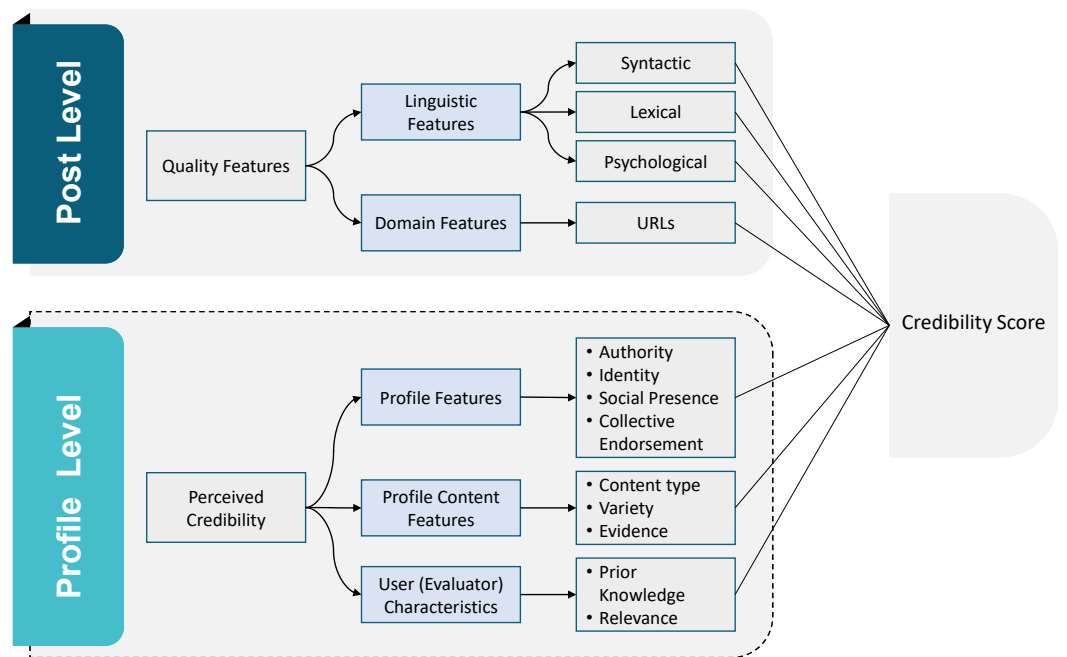 Post Level
Quality Features
Linguistic
Features
Domain Features
Syntactic
Lexical
Psychological
URLs
Credibility Score
Profile Level
Perceived
Credibility
Profile Features
Profile Content
Features
User (Evaluator)
Characteristics
• Authority
• Identity
• Social Presence
• Collective
Endorsement
• Content type
• Variety
• Evidence
• Prior
Knowledge
• Relevance